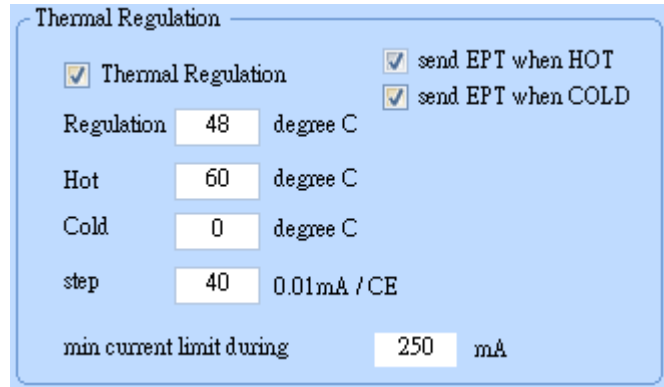 Thermal Regulation
Thermal Regulation
send EPT when HOT
send EPT when COLD
Regulation 48 degree C
Hot 60 degree C
Cold 0 degree C
step 40 0.01mA / CE
min current limit during 250 mA